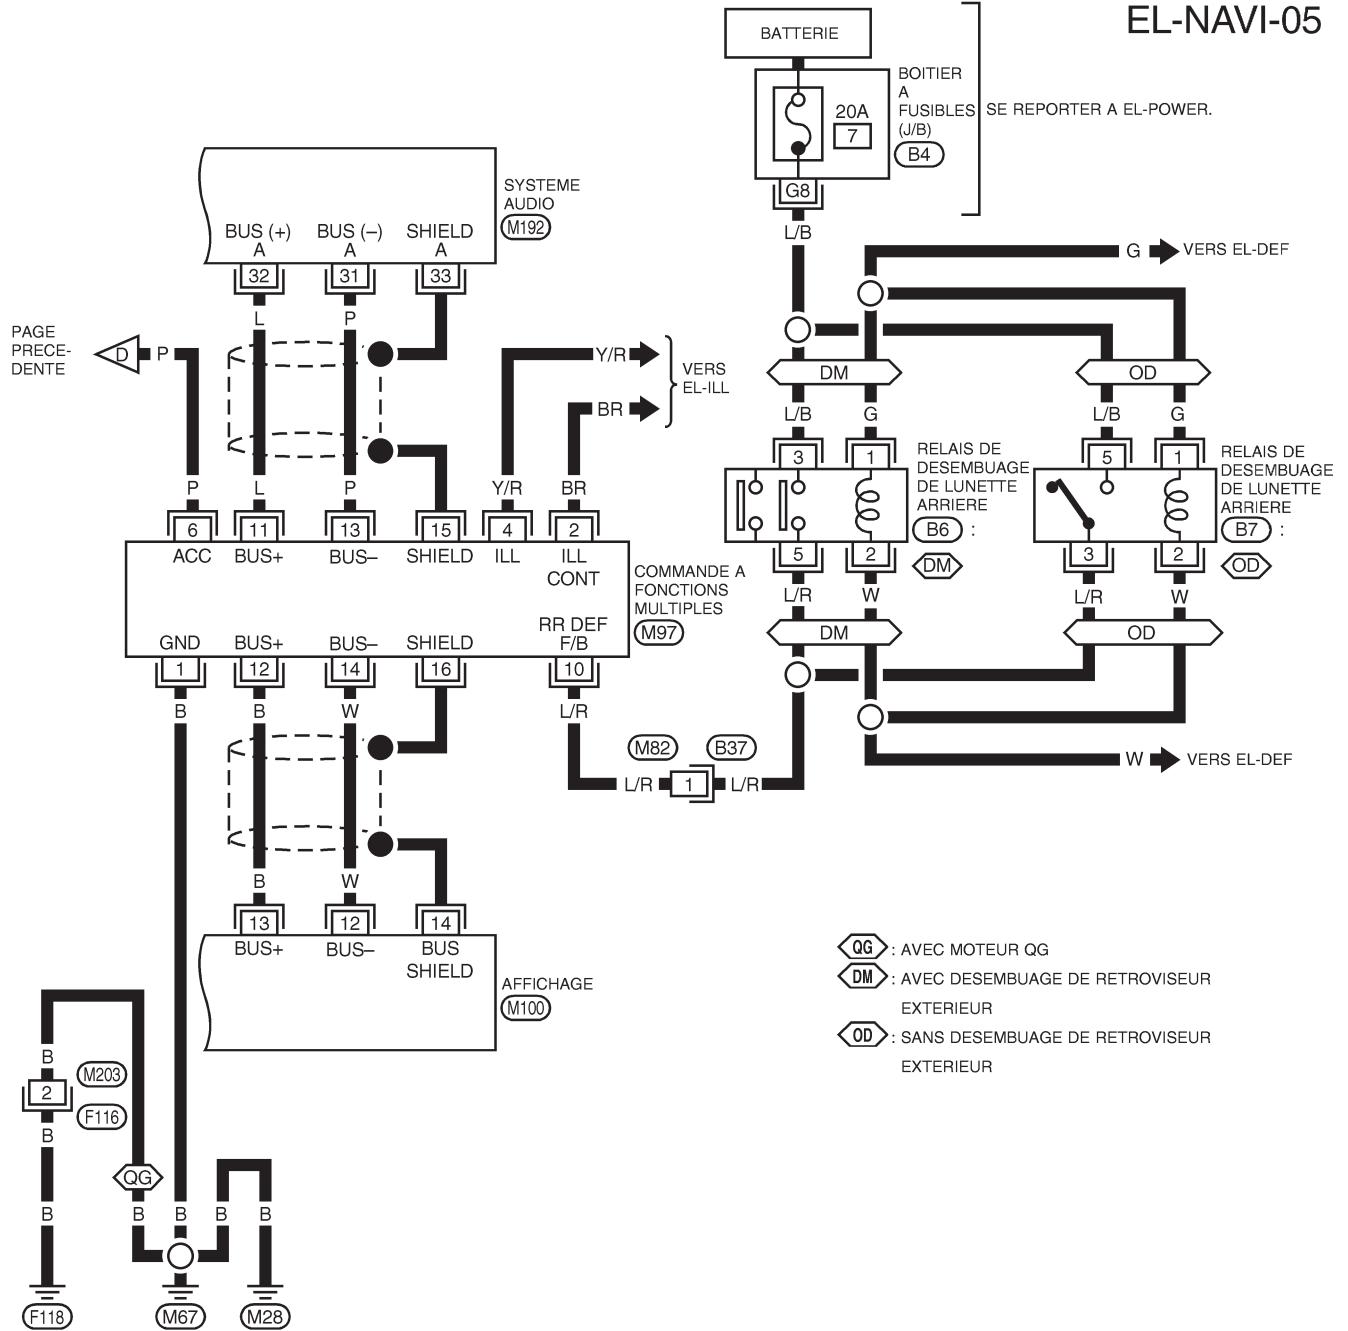 EL-NAVI-05
BATTERIE
BOITIER
A
FUSIBLES
(J/B)
B4
20A
7
SE REPORTER A EL-POWER.
G8
L/B
SYSTEME
AUDIO
M192
BUS (+) BUS (–) SHIELD
A A A
32 31 33
L P
G VERS EL-DEF
PAGE
PRECE-
DENTE
D P
Y/R
BR
VERS
EL-ILL
DM OD
L/B G L/B G
3 1 5 1
RELAIS DE
DESEMBUAGE
DE LUNETTE
ARRIERE
B6 :
DM
RELAIS DE
DESEMBUAGE
DE LUNETTE
ARRIERE
B7 :
OD
5 2 3 2
L/R W L/R W
DM OD
P L P Y/R BR
6 11 13 15 4 2
ACC BUS+ BUS– SHIELD ILL ILL
CONT
COMMANDE A
FONCTIONS
MULTIPLES
M97
RR DEF
GND BUS+ BUS– SHIELD F/B
1 12 14 16 10
B B W L/R
M82 B37
L/R 1 L/R
W VERS EL-DEF
B W
13 12 14
BUS+ BUS– BUS
SHIELD
AFFICHAGE
M100
QG : AVEC MOTEUR QG
DM : AVEC DESEMBUAGE DE RETROVISEUR
EXTERIEUR
OD : SANS DESEMBUAGE DE RETROVISEUR
EXTERIEUR
B
M203
2
F116
B
QG
B B B B B
F118 M67 M28